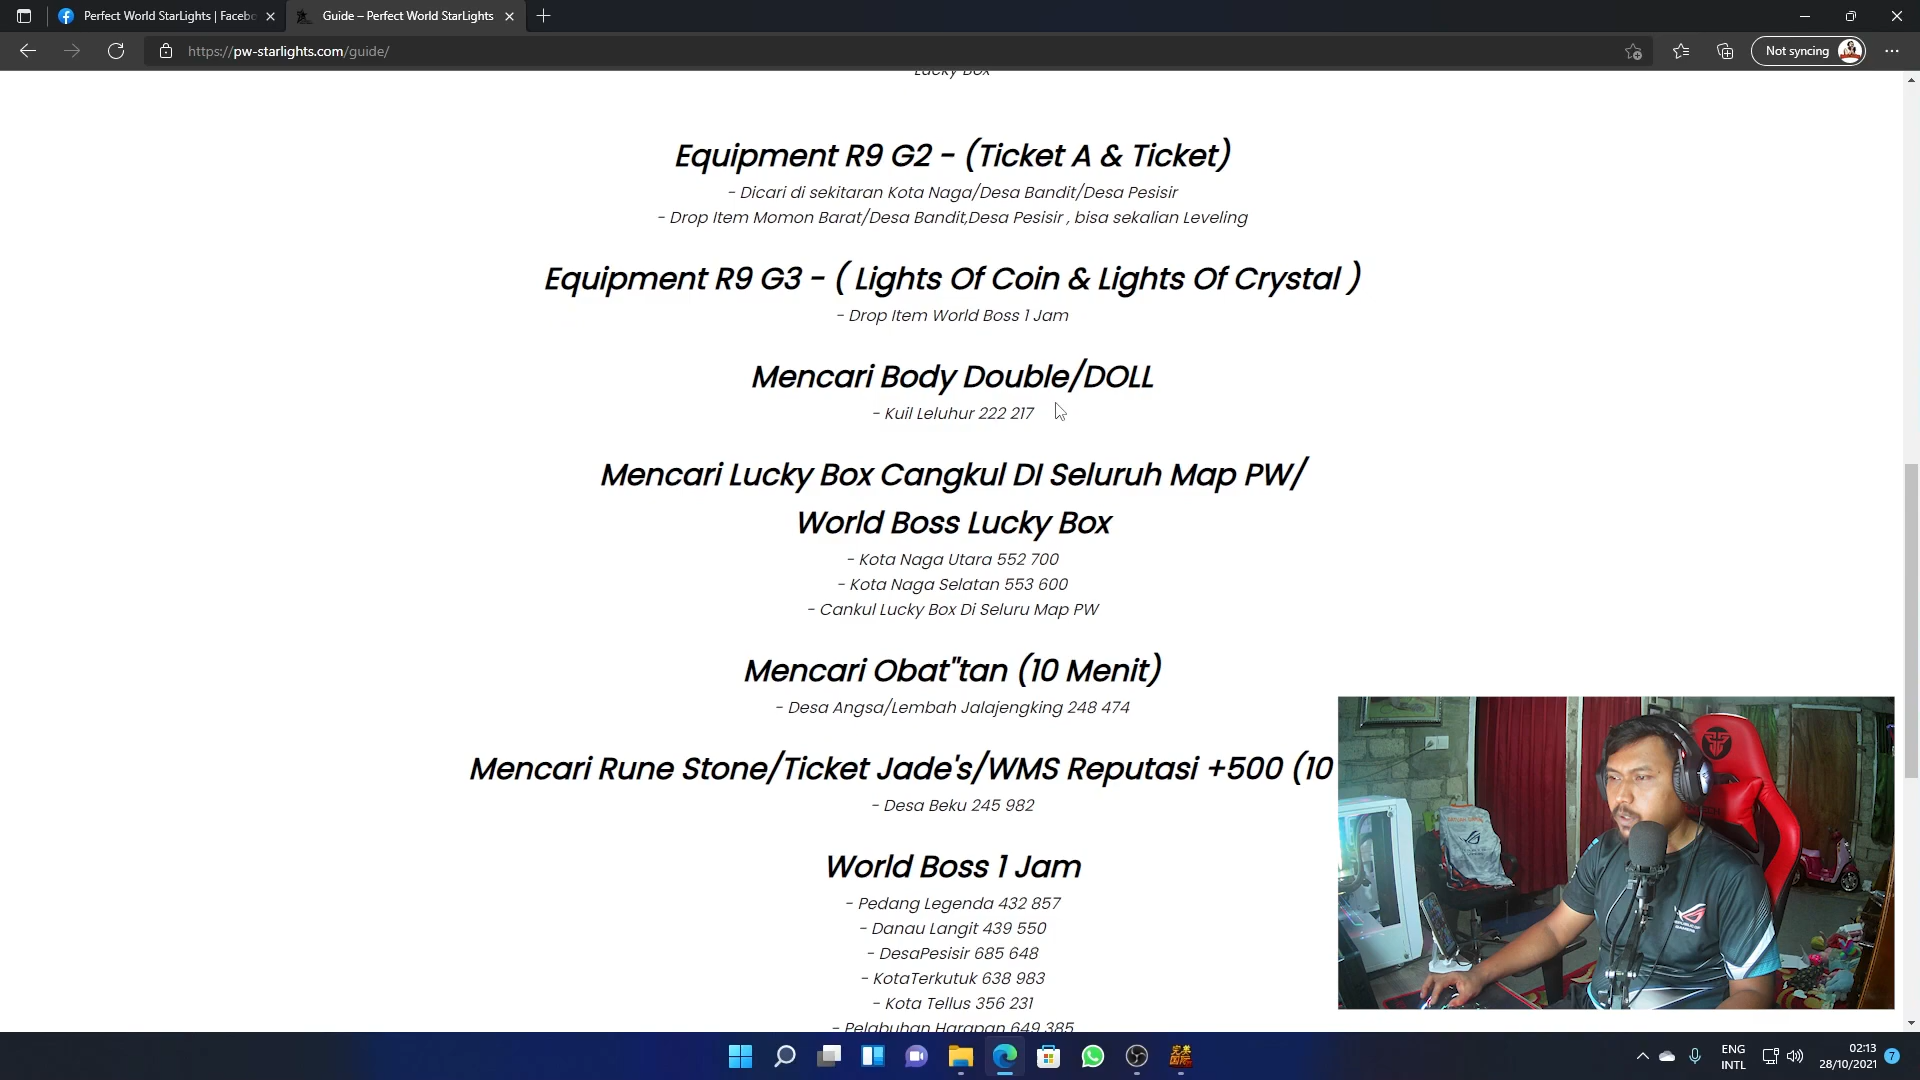 Perfect World StarLights | Facebo
Guide – Perfect World StarLights
https://pw-starlights.com/guide/
Not syncing
Lucky Box
Equipment R9 G2 - (Ticket A & Ticket)
- Dicari di sekitaran Kota Naga/Desa Bandit/Desa Pesisir
- Drop Item Momon Barat/Desa Bandit,Desa Pesisir , bisa sekalian Leveling
Equipment R9 G3 - ( Lights Of Coin & Lights Of Crystal )
- Drop Item World Boss 1 Jam
Mencari Body Double/DOLL
- Kuil Leluhur 222 217
Mencari Lucky Box Cangkul DI Seluruh Map PW/
World Boss Lucky Box
- Kota Naga Utara 552 700
- Kota Naga Selatan 553 600
- Cankul Lucky Box Di Seluru Map PW
Mencari Obat"tan (10 Menit)
- Desa Angsa/Lembah Jalajengking 248 474
Mencari Rune Stone/Ticket Jade's/WMS Reputasi +500 (10
- Desa Beku 245 982
World Boss 1 Jam
- Pedang Legenda 432 857
- Danau Langit 439 550
- DesaPesisir 685 648
- KotaTerkutuk 638 983
- Kota Tellus 356 231
- Pelabuhan Harapan 649 385
ENG
INTL
02:13
28/10/2021
7